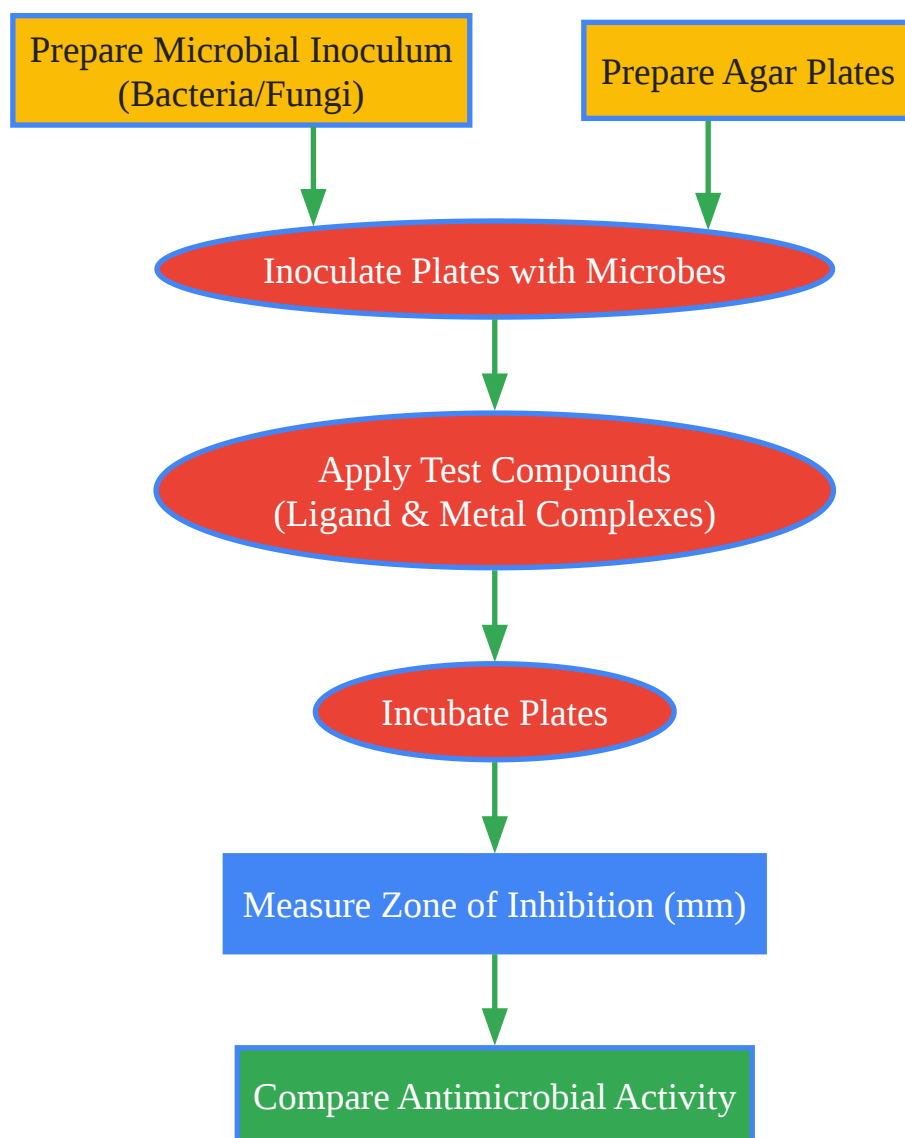 Prepare Microbial Inoculum
(Bacteria/Fungi)
Prepare Agar Plates
Inoculate Plates with Microbes
Apply Test Compounds
(Ligand & Metal Complexes)
Incubate Plates
Measure Zone of Inhibition (mm)
Compare Antimicrobial Activity